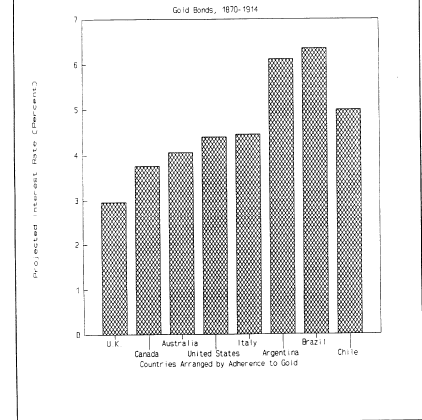 Gold Bonds, 1870-1914
Projected Interest Rate (Percent)
7
6
5
4
3
2
1
0
U K
Canada
Australia
United States
Italy
Argentina
Brazil
Chile
Countries Arranged by Adherence to Gold